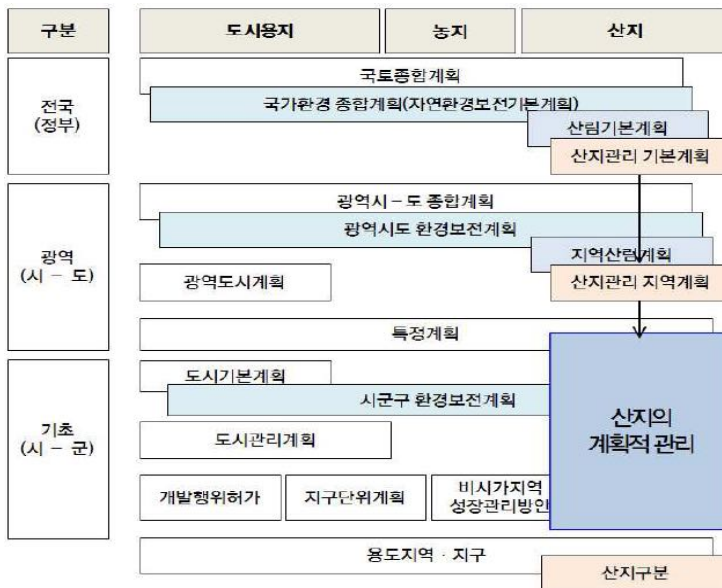 구분
도시용지
농지
산지
전국
(정부)
국토종합계획
국가환경 종합계획(자연환경보전기본계획)
산림기본계획
산지관리 기본계획
광역
(시 – 도)
광역시 – 도 종합계획
광역시도 환경보전계획
지역산림계획
광역도시계획
산지관리 지역계획
특정계획
기초
(시 – 군)
도시기본계획
시군구 환경보전계획
도시관리계획
산지의
계획적 관리
개발행위허가
지구단위계획
비시가지역
성장관리방안
용도지역 · 지구
산지구분